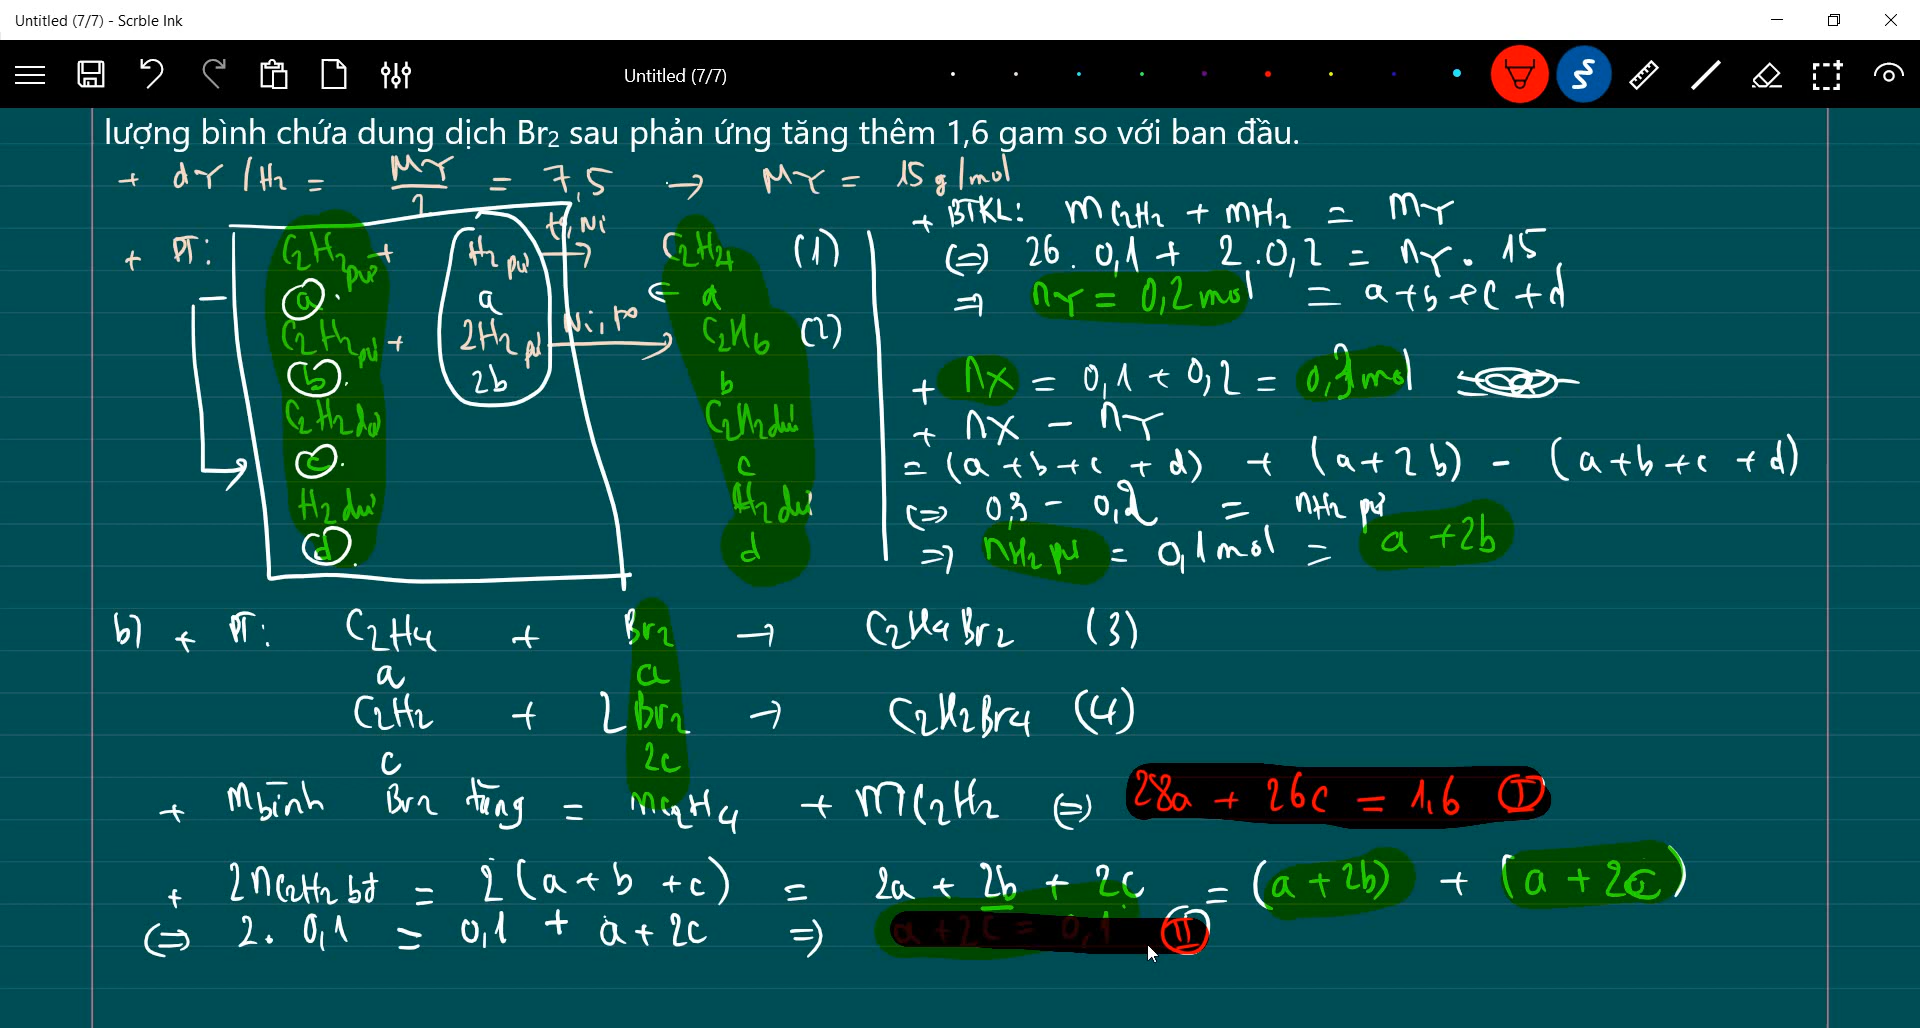 Untitled (7/7) - Scrble Ink
Untitled (7/7)
lượng bình chứa dung dịch Br₂ sau phản ứng tăng thêm 1,6 gam so với ban đầu.
+ dY/H₂ = MY/2 = 7,5 → MY = 15 g/mol
+ PT: C₂H₂ pư + H₂ pư t°,Ni → C₂H₄ (1)
a a ← a
C₂H₂ pư + 2H₂ pư Ni,t° → C₂H₆ (2)
b 2b b
C₂H₂ dư C₂H₂ dư
c c
H₂ dư H₂ dư
d d
+ BTKL: mC₂H₂ + mH₂ = MY
(=) 26.0,1 + 2.0,2 = nY.15
=> nY = 0,2 mol = a+b+c+d
+ nX = 0,1 + 0,2 = 0,3 mol
+ nX - nY
= (a+b+c+d) + (a+2b) - (a+b+c+d)
(=) 0,3 - 0,2 = nH₂ pư
=> nH₂ pư = 0,1 mol = a+2b
b) + PT: C₂H₄ + Br₂ → C₂H₄Br₂ (3)
a a
C₂H₂ + 2Br₂ → C₂H₂Br₄ (4)
c 2c
+ m bình Br₂ tăng = mC₂H₄ + mC₂H₂ (=) 28a + 26c = 1,6 (I)
+ 2nC₂H₂ bđ = 2(a+b+c) = 2a + 2b + 2c = (a+2b) + (a+2c)
(=) 2.0,1 = 0,1 + a+2c => a+2c = 0,1 (II)